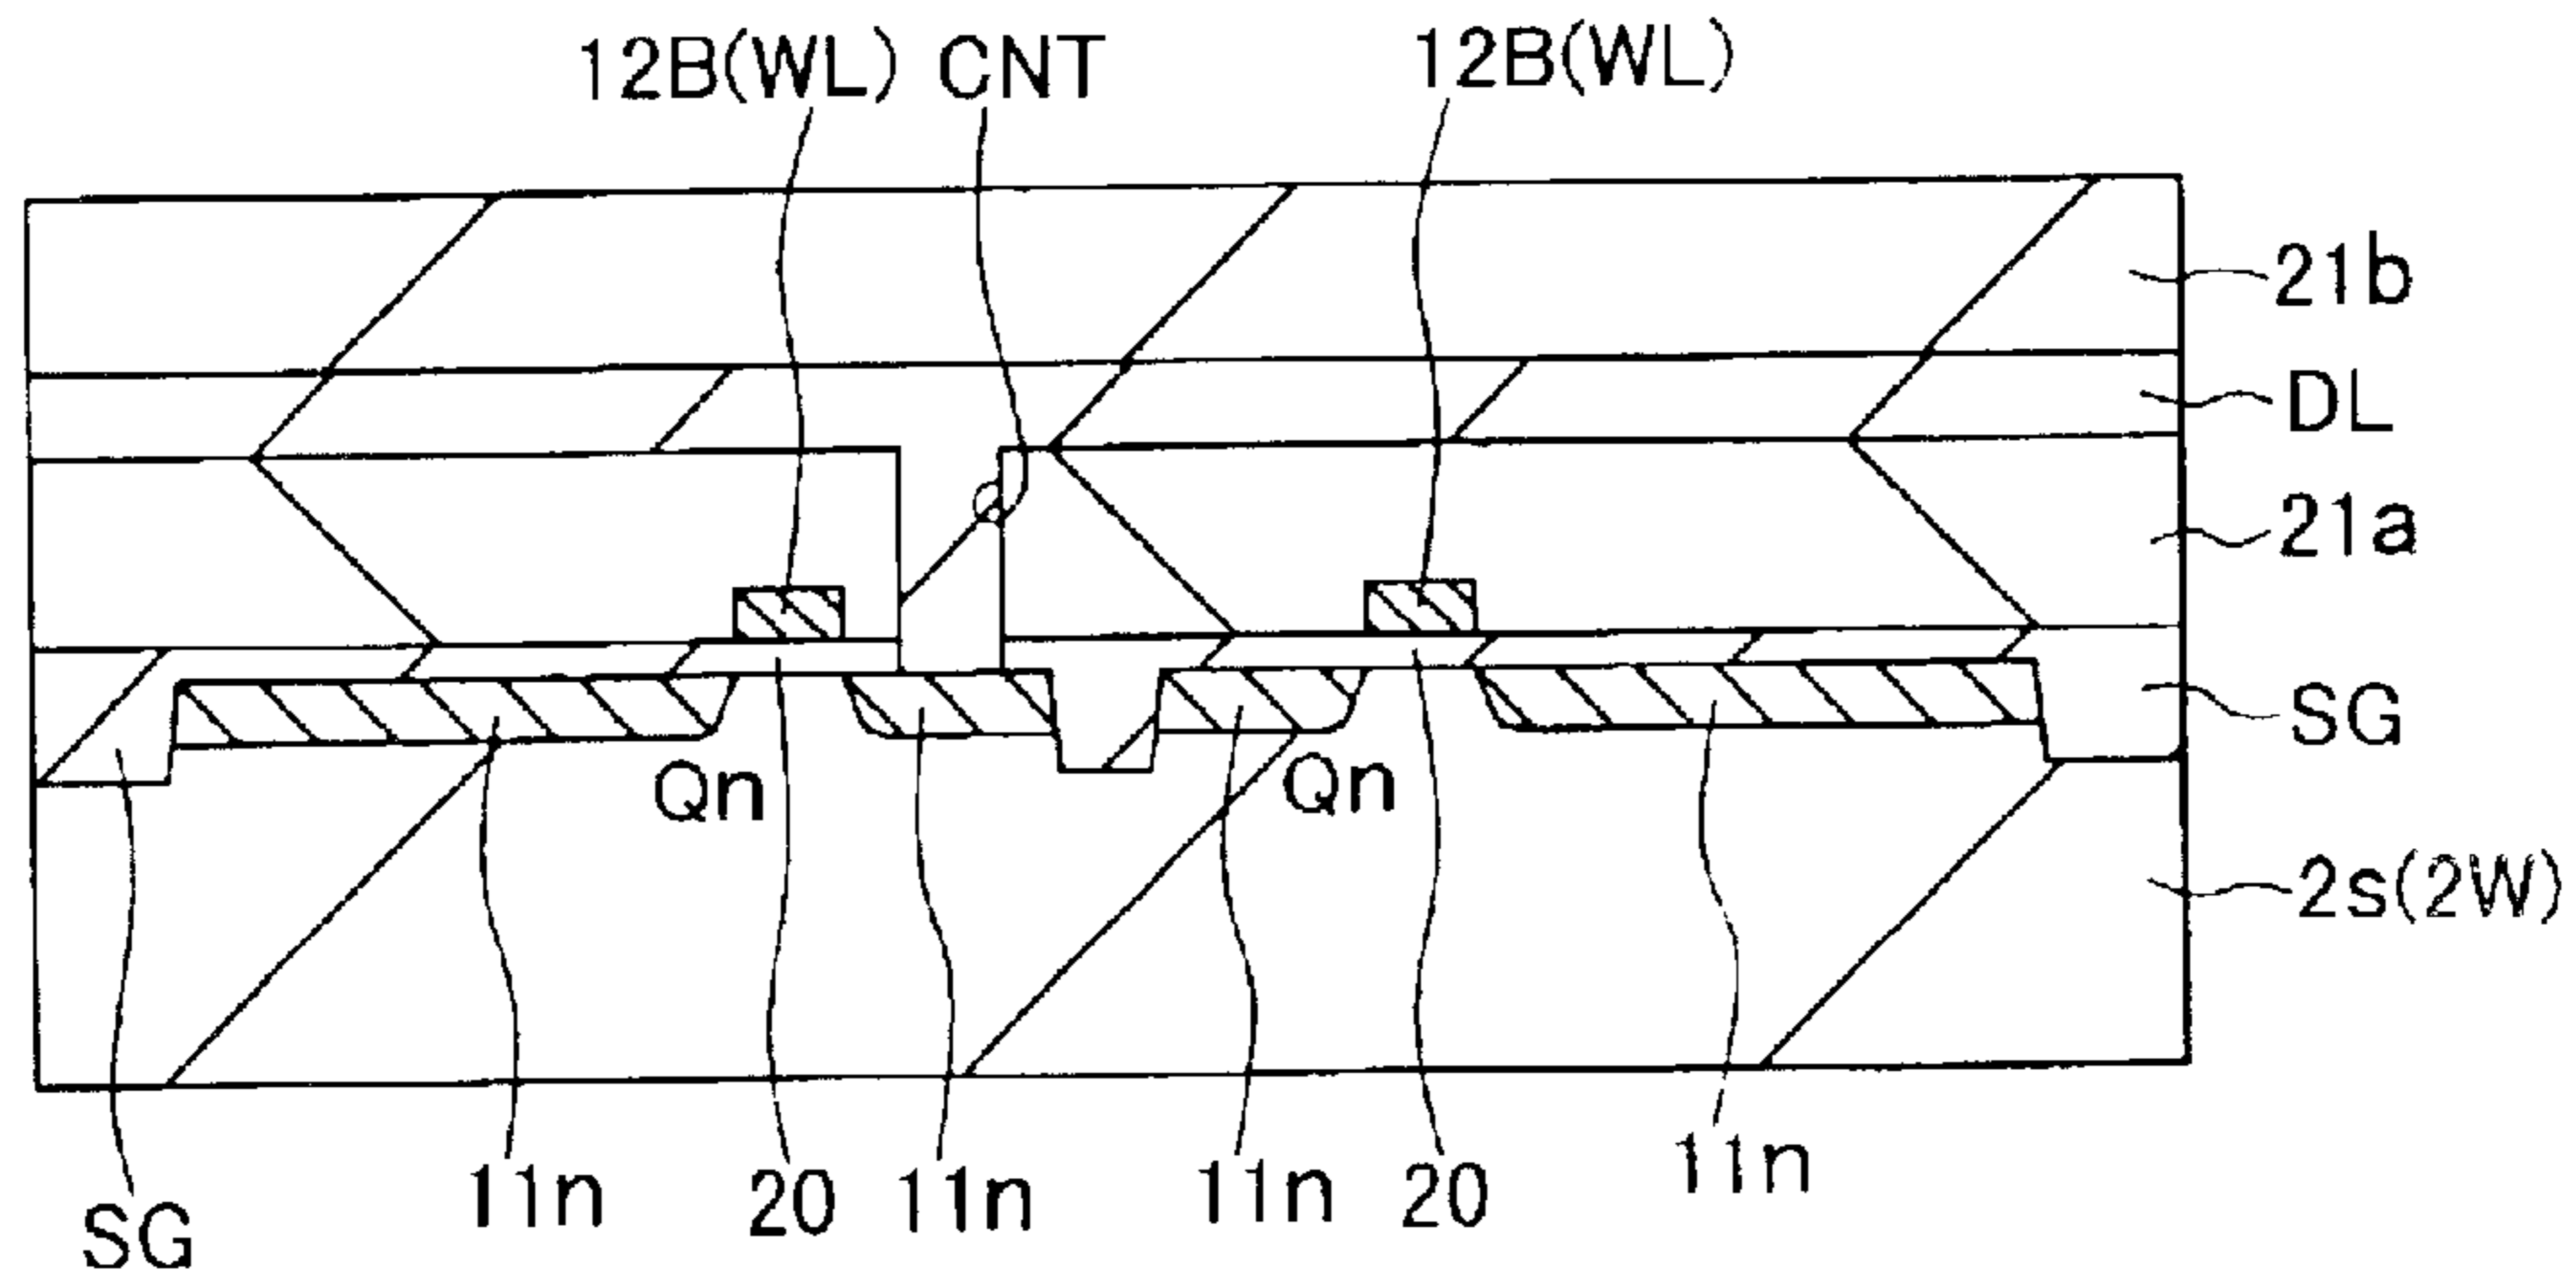 12B(WL) CNT 12B(WL)
21b
DL
21a
SG
Qn Qn
2s(2W)
11n 20 11n 11n 20 11n
SG